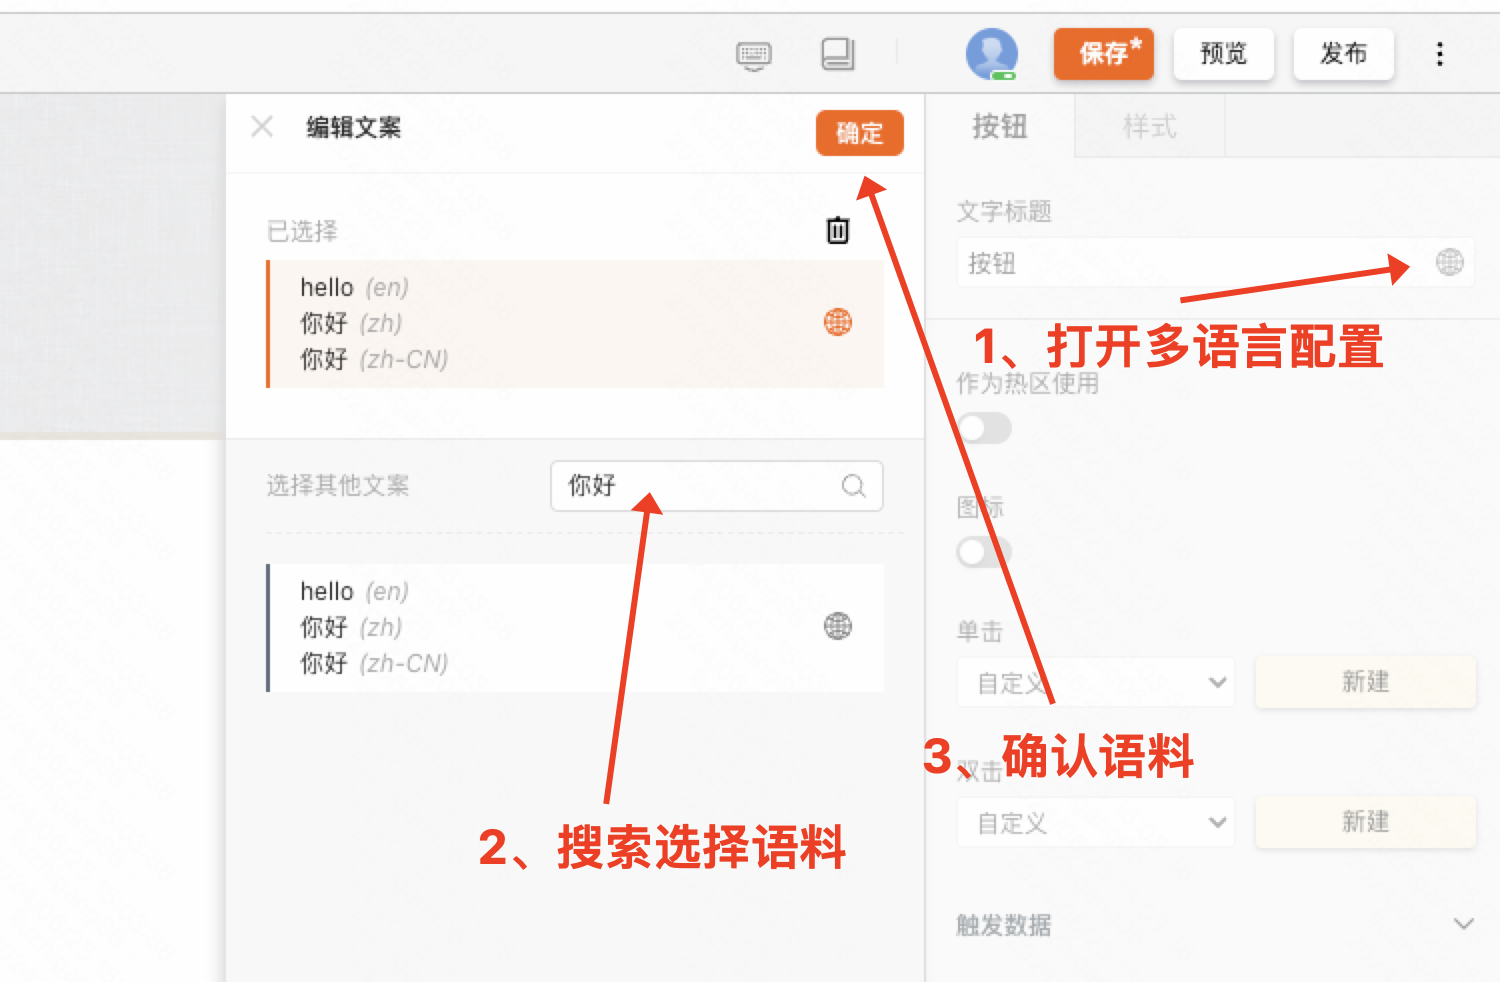 保存*
预览
发布
编辑文案
确定
已选择
hello (en)
你好 (zh)
你好 (zh-CN)
选择其他文案
你好
hello (en)
你好 (zh)
你好 (zh-CN)
2、搜索选择语料
按钮
样式
文字标题
按钮
1、打开多语言配置
作为热区使用
图标
单击
自定义
新建
3、确认语料
双击
自定义
新建
触发数据